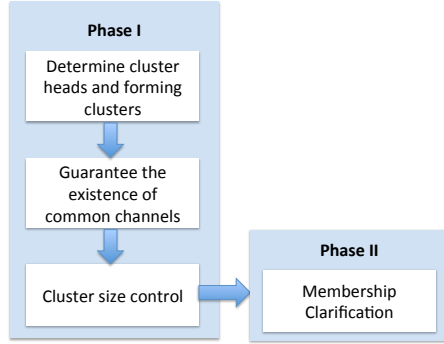 Phase I
Determine cluster
heads and forming
clusters
Guarantee the
existence of
common channels
Cluster size control
Phase II
Membership
Clarification